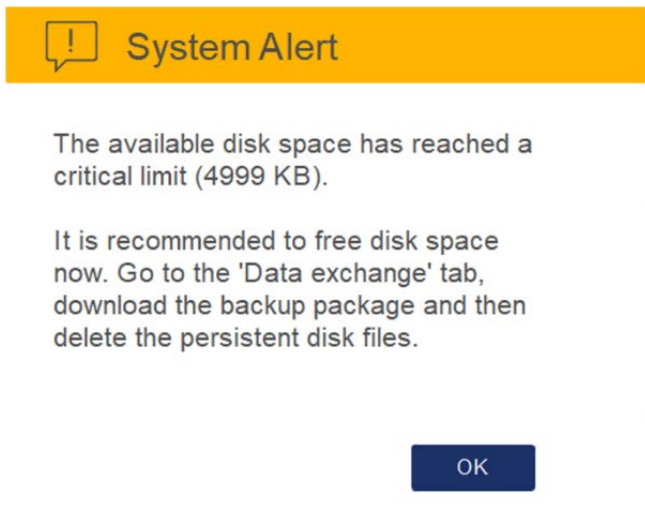 !
System Alert
The available disk space has reached a
critical limit (4999 KB).
It is recommended to free disk space
now. Go to the 'Data exchange' tab,
download the backup package and then
delete the persistent disk files.
OK